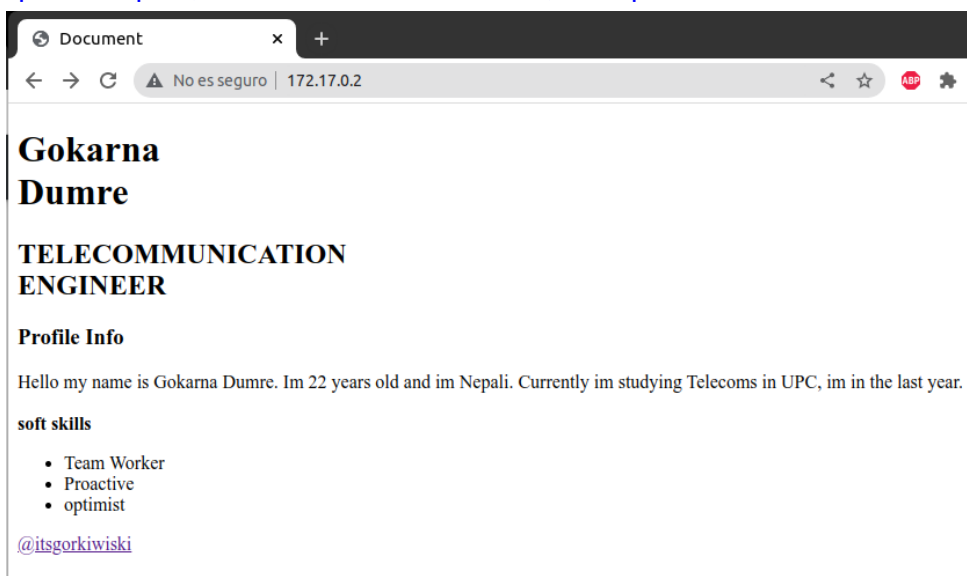 Document
No es seguro | 172.17.0.2
ABP
Gokarna
Dumre
TELECOMMUNICATION
ENGINEER
Profile Info
Hello my name is Gokarna Dumre. Im 22 years old and im Nepali. Currently im studying Telecoms in UPC, im in the last year.
soft skills
Team Worker
Proactive
optimist
@itsgorkiwiski